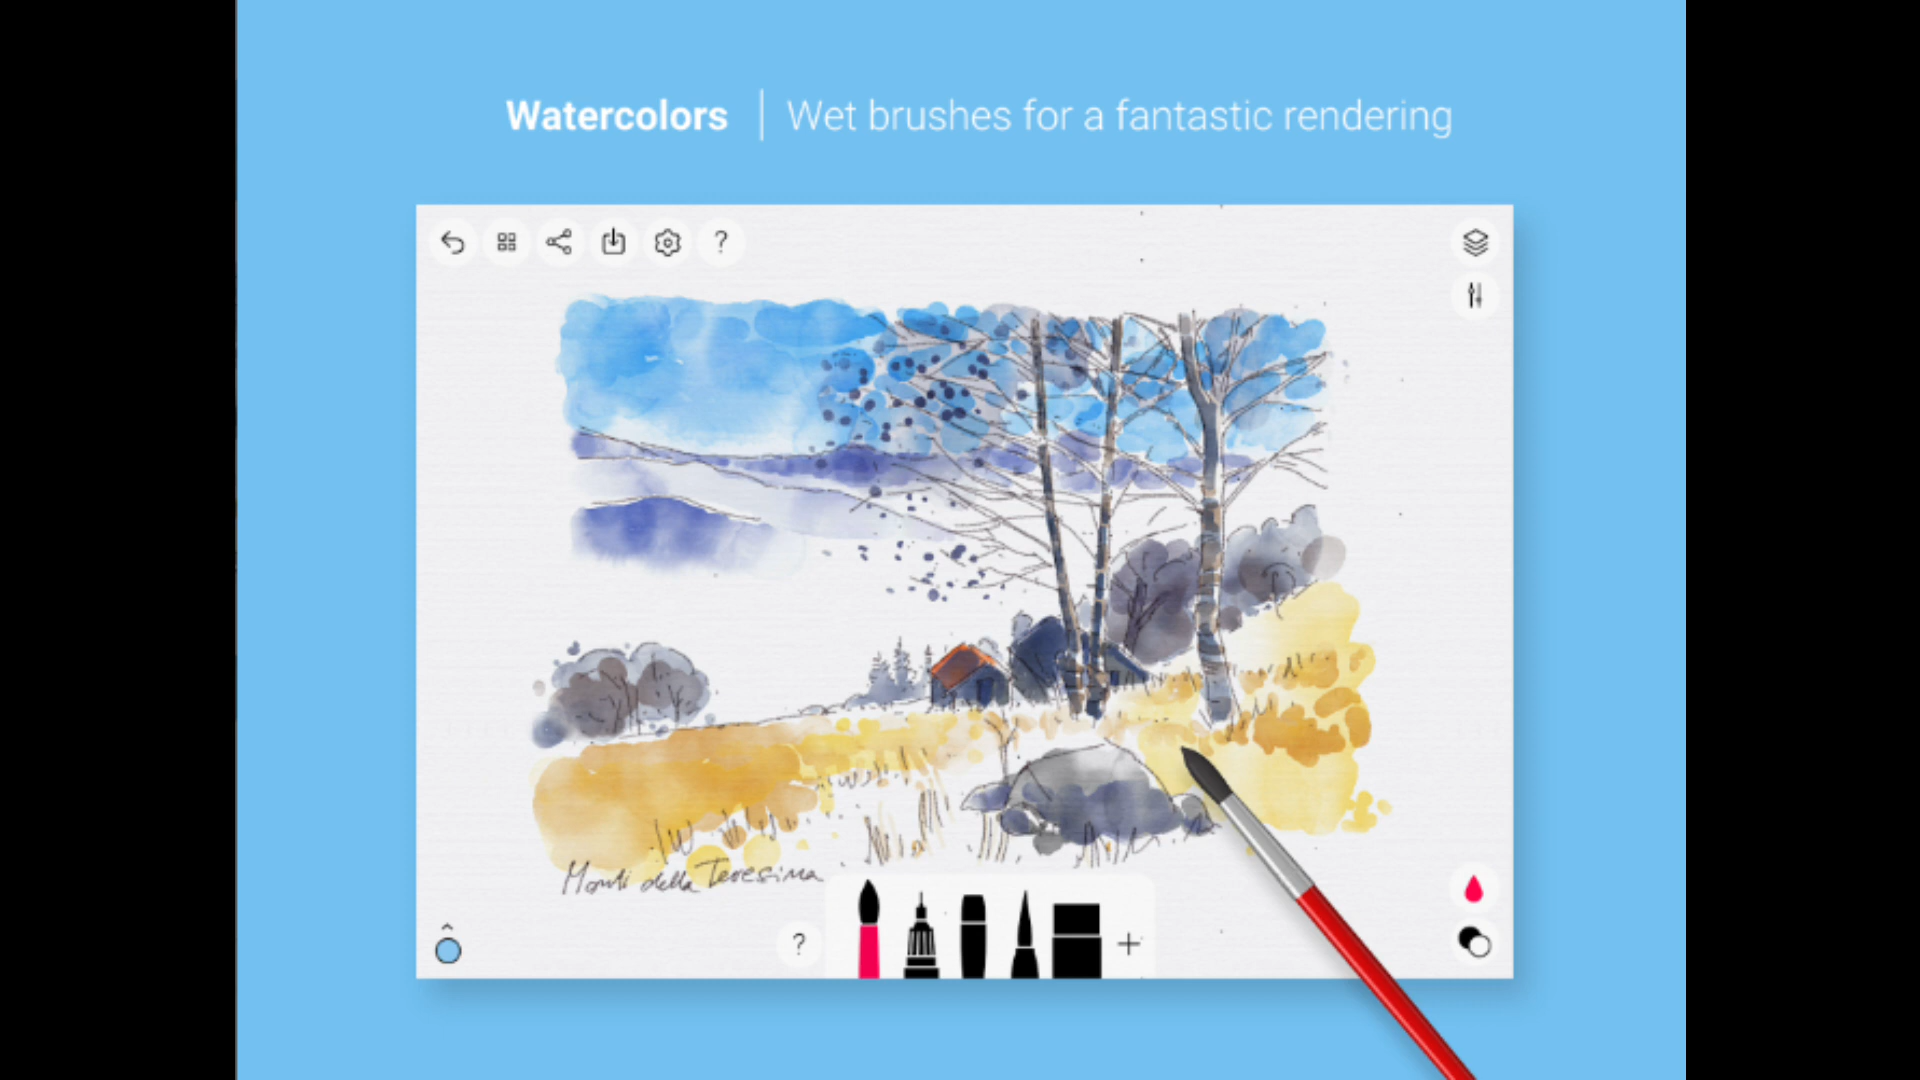 Watercolors | Wet brushes for a fantastic rendering
?
Monti della Teresina
?